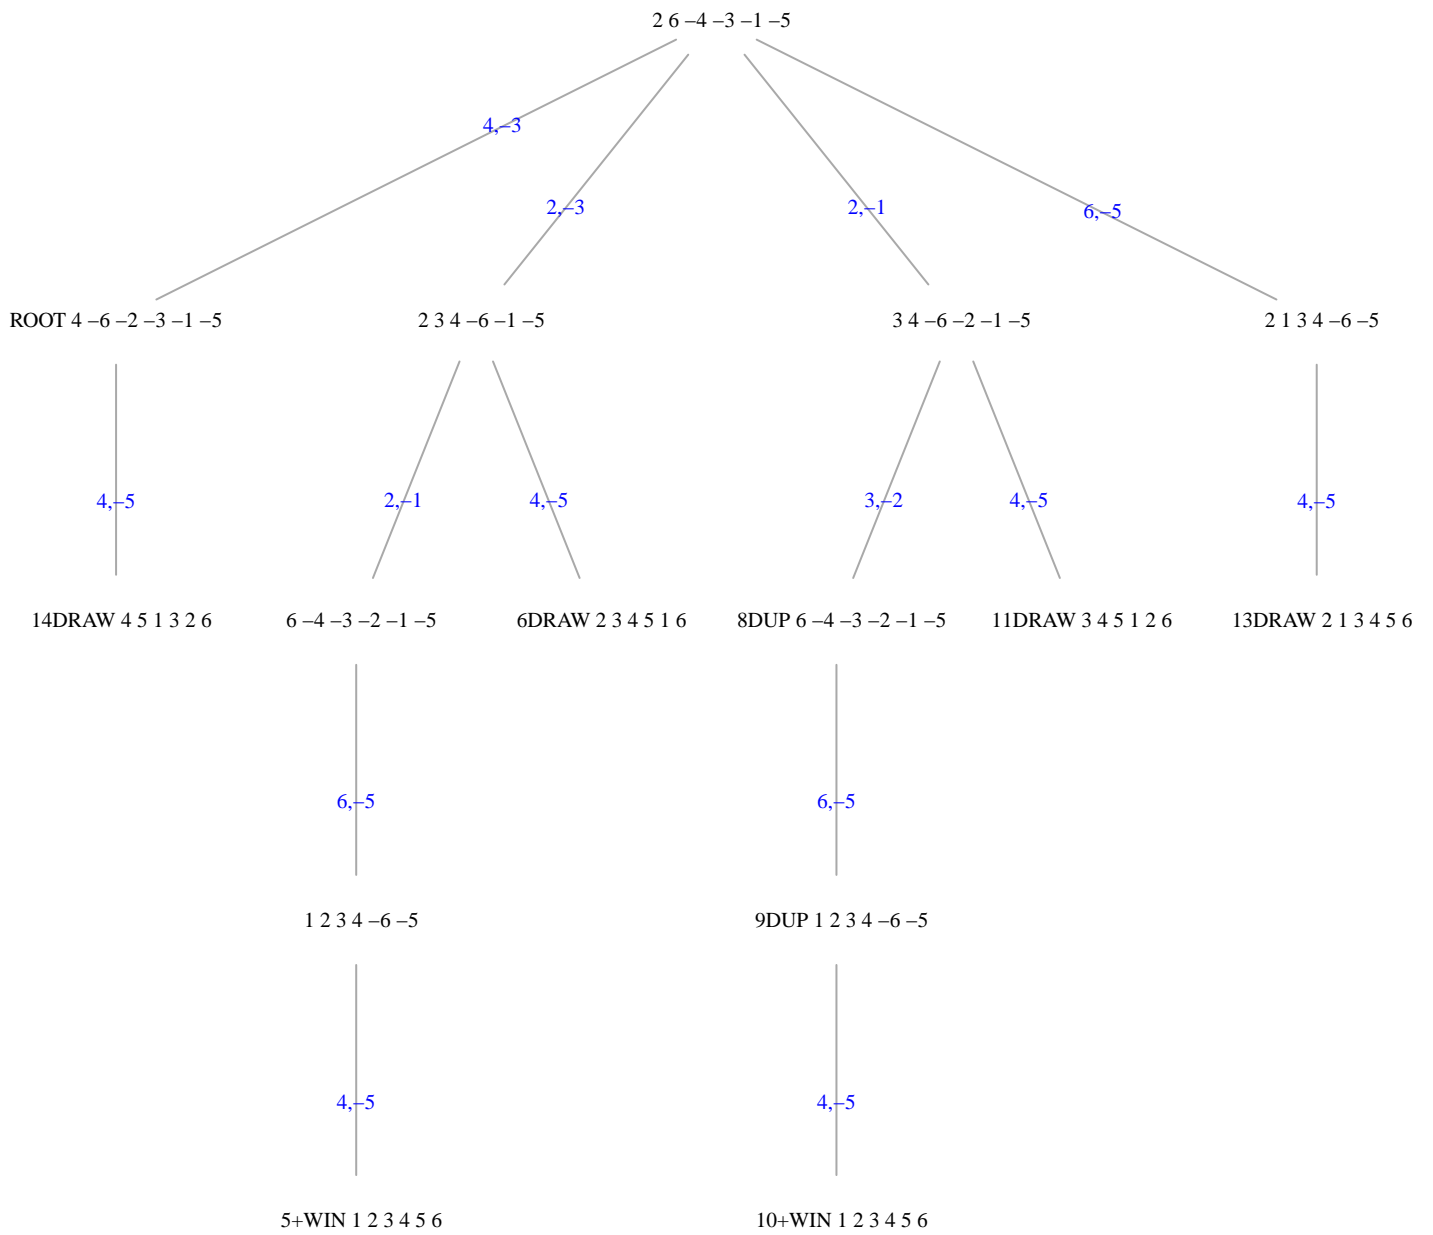 2 6 –4 –3 –1 –5
4,–3
2,–3
2,–1
6,–5
ROOT 4 –6 –2 –3 –1 –5
2 3 4 –6 –1 –5
3 4 –6 –2 –1 –5
2 1 3 4 –6 –5
4,–5
2,–1
4,–5
3,–2
4,–5
4,–5
14DRAW 4 5 1 3 2 6
6 –4 –3 –2 –1 –5
6DRAW 2 3 4 5 1 6
8DUP 6 –4 –3 –2 –1 –5
11DRAW 3 4 5 1 2 6
13DRAW 2 1 3 4 5 6
6,–5
6,–5
1 2 3 4 –6 –5
9DUP 1 2 3 4 –6 –5
4,–5
4,–5
5+WIN 1 2 3 4 5 6
10+WIN 1 2 3 4 5 6